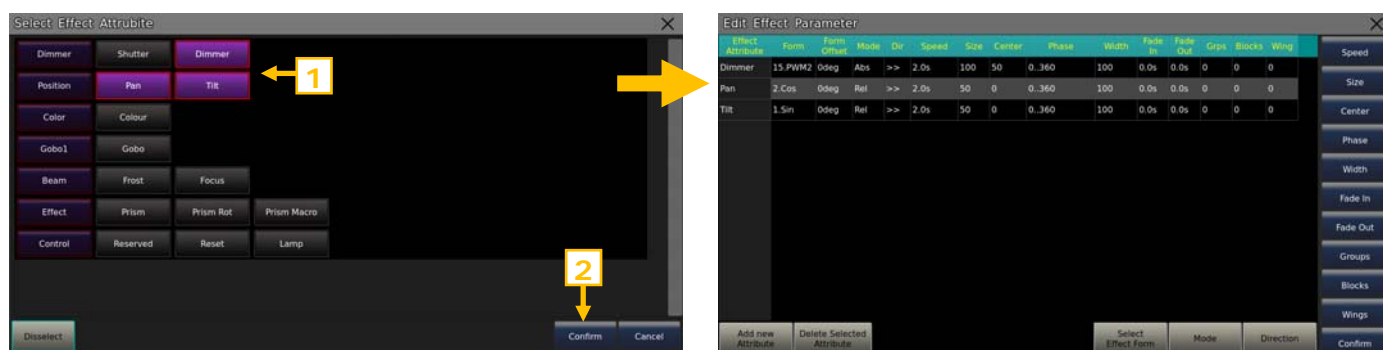 Select Effect Attrubite
Dimmer Shutter Dimmer
Position Pan Tilt
Color Colour
Gobo1 Gobo
Beam Frost Focus
Effect Prism Prism Rot Prism Macro
Control Reserved Reset Lamp
1
2
Disselect Confirm Cancel
Edit Effect Parameter
Effect Attribute Form Form Offset Mode Dir Speed Size Center Phase Width Fade In Fade Out Grps Blocks Wing
Dimmer 15.PWM2 0deg Abs >> 2.0s 100 50 0..360 100 0.0s 0.0s 0 0 0
Pan 2.Cos 0deg Rel >> 2.0s 50 0 0..360 100 0.0s 0.0s 0 0 0
Tilt 1.Sin 0deg Rel >> 2.0s 50 0 0..360 100 0.0s 0.0s 0 0 0
Speed
Size
Center
Phase
Width
Fade In
Fade Out
Groups
Blocks
Wings
Confirm
Add new Attribute
Delete Selected Attribute
Select Effect Form
Mode
Direction